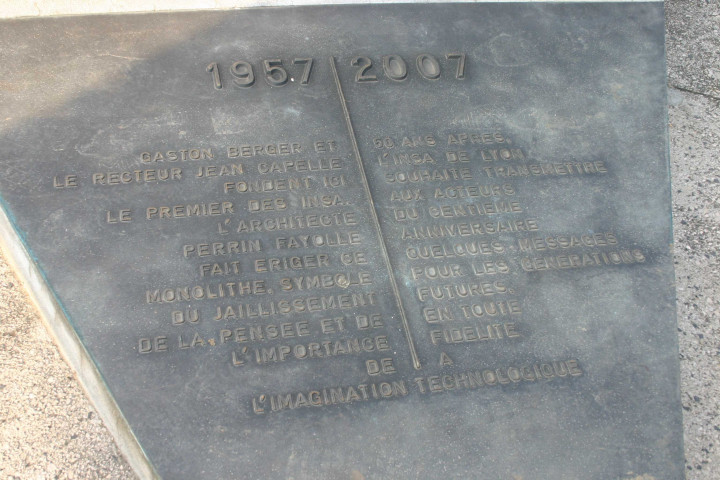 1957 2007
GASTON BERGER ET
LE RECTEUR JEAN CAPELLE
FONDENT ICI
LE PREMIER DES INSA.
L'ARCHITECTE
PERRIN FAYOLLE
FAIT ERIGER CE
MONOLITHE, SYMBOLE
DU JAILLISSEMENT
DE LA PENSEE ET DE
L'IMPORTANCE
DE
50 ANS APRES,
L'INSA DE LYON
SOUHAITE TRANSMETTRE
AUX ACTEURS
DU CENTIEME
ANNIVERSAIRE
QUELQUES MESSAGES
POUR LES GENERATIONS
FUTURES,
EN TOUTE
FIDELITE
A
L'IMAGINATION TECHNOLOGIQUE